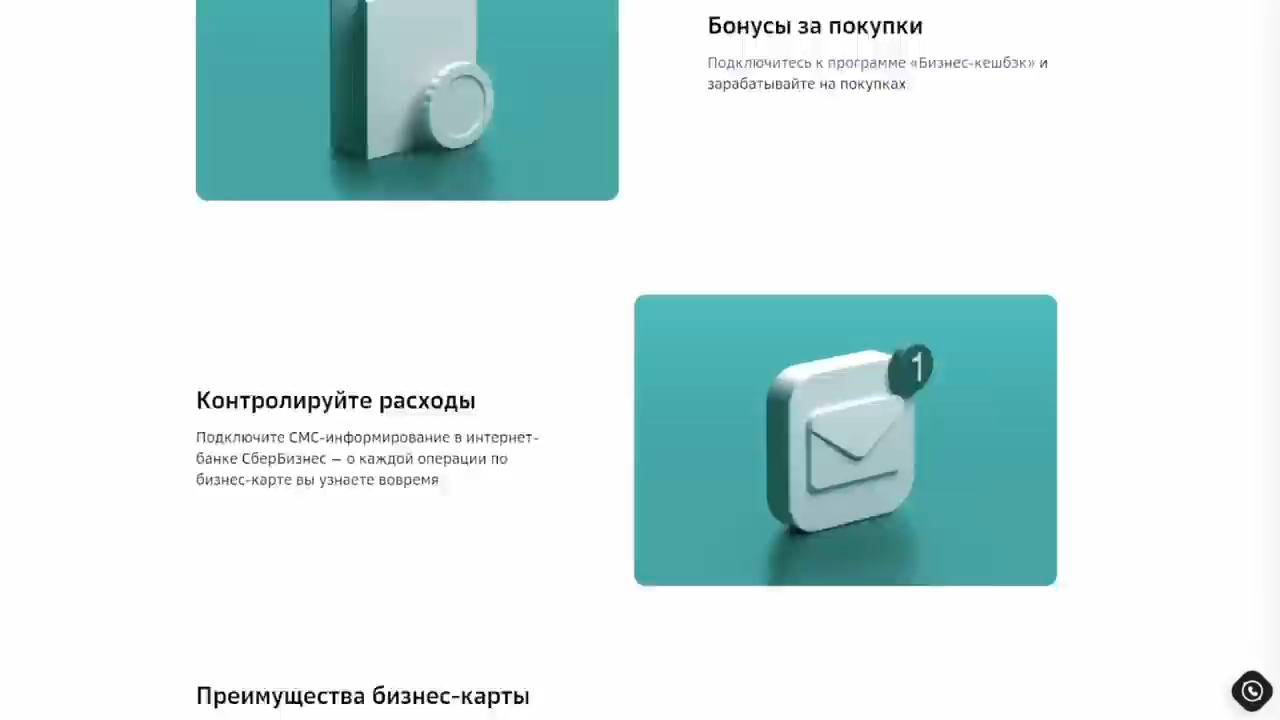 Бонусы за покупки
Подключитесь к программе «Бизнес-кешбэк» и
зарабатывайте на покупках
1
Контролируйте расходы
Подключите СМС-информирование в интернет-
банке СберБизнес — о каждой операции по
бизнес-карте вы узнаете вовремя
Преимущества бизнес-карты